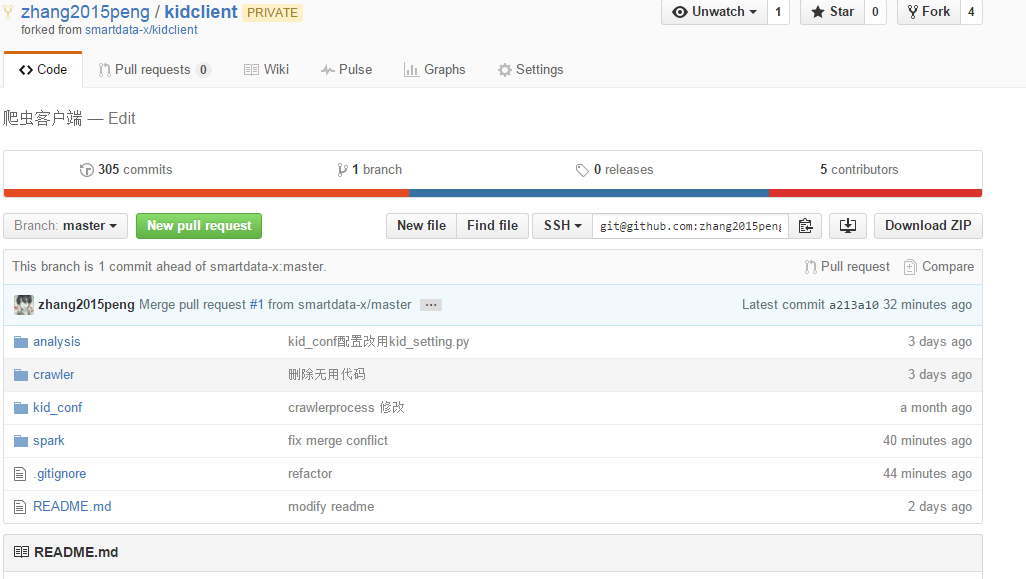 zhang2015peng / kidclient PRIVATE
forked from smartdata-x/kidclient
Unwatch 1 Star 0 Fork 4
Code Pull requests 0 Wiki Pulse Graphs Settings
爬虫客户端 — Edit
305 commits 1 branch 0 releases 5 contributors
Branch: master New pull request New file Find file SSH git@github.com:zhang2015peng Download ZIP
This branch is 1 commit ahead of smartdata-x:master. Pull request Compare
zhang2015peng Merge pull request #1 from smartdata-x/master ... Latest commit a213a10 32 minutes ago
analysis kid_conf配置改用kid_setting.py 3 days ago
crawler 删除无用代码 3 days ago
kid_conf crawlerprocess 修改 a month ago
spark fix merge conflict 40 minutes ago
.gitignore refactor 44 minutes ago
README.md modify readme 2 days ago
README.md